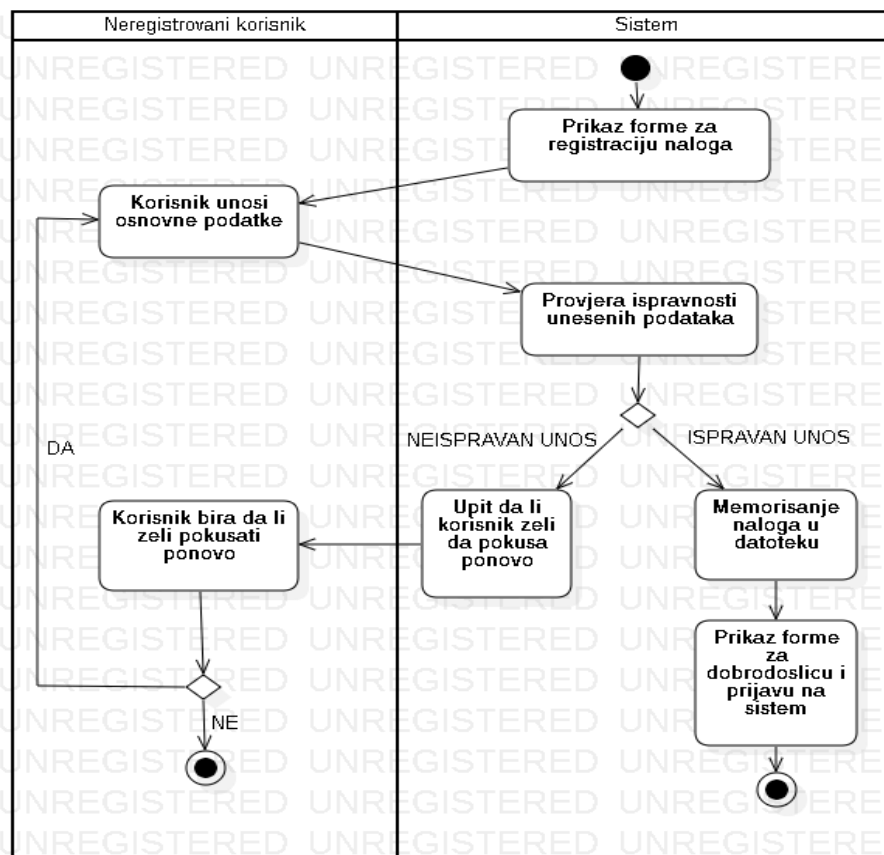 Neregistrovani korisnik
Sistem
Prikaz forme za
registraciju naloga
Korisnik unosi
osnovne podatke
Provjera ispravnosti
unesenih podataka
NEISPRAVAN UNOS
ISPRAVAN UNOS
DA
Upit da li
korisnik zeli
da pokusa
ponovo
Memorisanje
naloga u
datoteku
Korisnik bira da li
zeli pokusati
ponovo
Prikaz forme
za
dobrodoslicu i
prijavu na
sistem
NE
UNREGISTERED